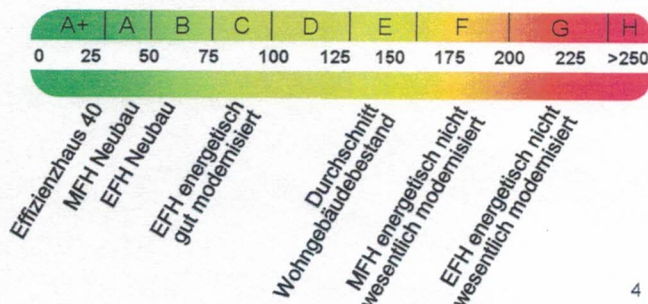 A+ A B C D E F G H
0 25 50 75 100 125 150 175 200 225 >250
Effizienzhaus 40
MFH Neubau
EFH Neubau
EFH energetisch
gut modernisiert
Durchschnitt
Wohngebäudebestand
MFH energetisch nicht
wesentlich modernisiert
EFH energetisch nicht
wesentlich modernisiert
4